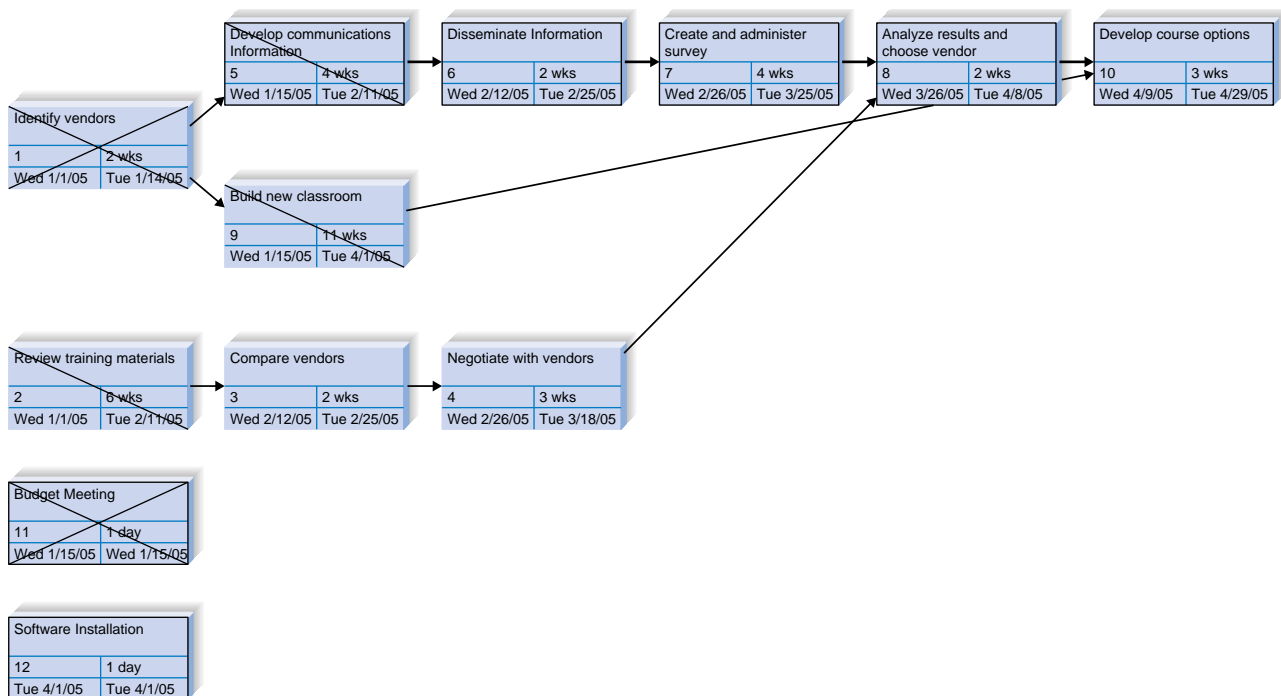 Develop communications
Information
5 4 wks
Wed 1/15/05 Tue 2/11/05
Disseminate Information
6 2 wks
Wed 2/12/05 Tue 2/25/05
Create and administer
survey
7 4 wks
Wed 2/26/05 Tue 3/25/05
Analyze results and
choose vendor
8 2 wks
Wed 3/26/05 Tue 4/8/05
Develop course options
10 3 wks
Wed 4/9/05 Tue 4/29/05
Identify vendors
1 2 wks
Wed 1/1/05 Tue 1/14/05
Build new classroom
9 11 wks
Wed 1/15/05 Tue 4/1/05
Review training materials
2 6 wks
Wed 1/1/05 Tue 2/11/05
Compare vendors
3 2 wks
Wed 2/12/05 Tue 2/25/05
Negotiate with vendors
4 3 wks
Wed 2/26/05 Tue 3/18/05
Budget Meeting
11 1 day
Wed 1/15/05 Wed 1/15/05
Software Installation
12 1 day
Tue 4/1/05 Tue 4/1/05